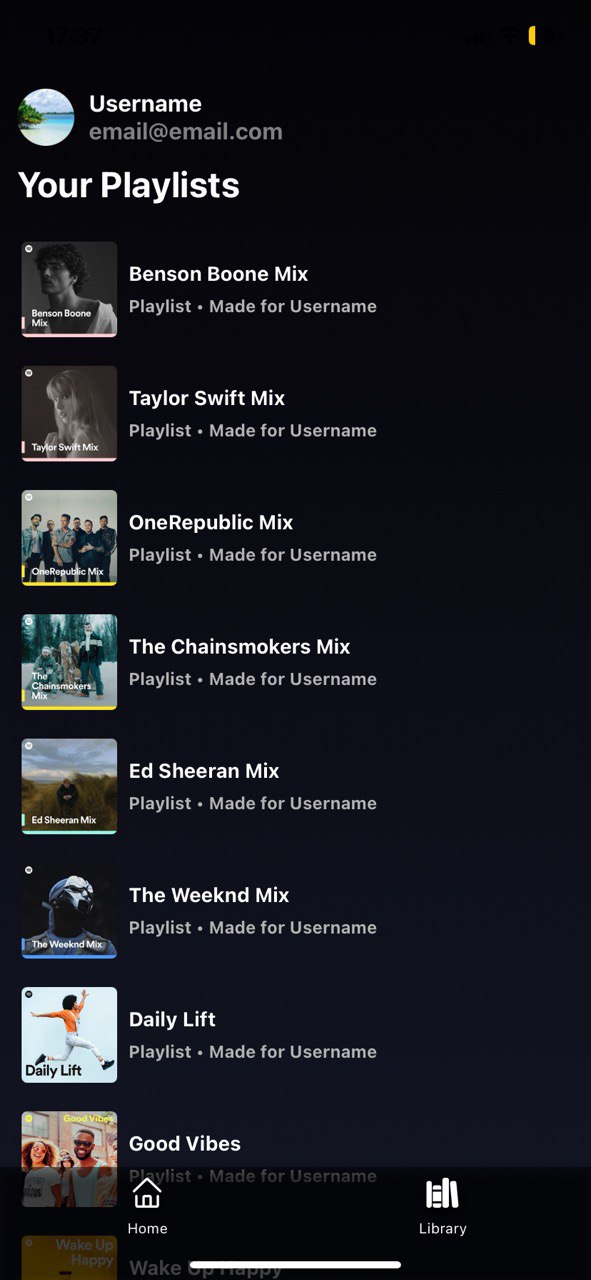 17:37
Username
email@email.com
Your Playlists
Benson Boone
Mix
Benson Boone Mix
Playlist • Made for Username
Taylor Swift Mix
Taylor Swift Mix
Playlist • Made for Username
OneRepublic Mix
OneRepublic Mix
Playlist • Made for Username
The
Chainsmokers
Mix
The Chainsmokers Mix
Playlist • Made for Username
Ed Sheeran Mix
Ed Sheeran Mix
Playlist • Made for Username
The Weeknd Mix
The Weeknd Mix
Playlist • Made for Username
Daily Lift
Daily Lift
Playlist • Made for Username
Good Vibes
Good Vibes
Playlist • Made for Username
Home
Library
Wake Up
Happy
Wake Up Happy